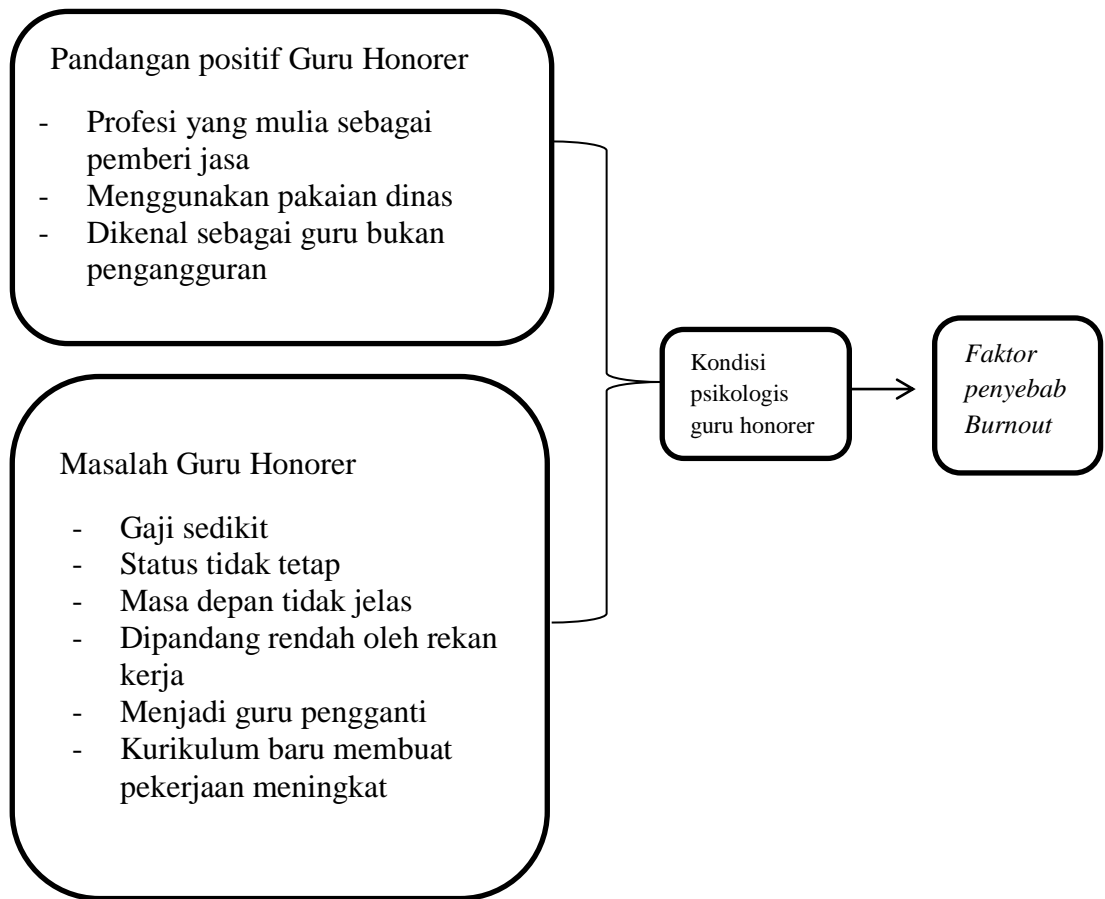 Pandangan positif Guru Honorer
- Profesi yang mulia sebagai
pemberi jasa
- Menggunakan pakaian dinas
- Dikenal sebagai guru bukan
pengangguran
Masalah Guru Honorer
- Gaji sedikit
- Status tidak tetap
- Masa depan tidak jelas
- Dipandang rendah oleh rekan
kerja
- Menjadi guru pengganti
- Kurikulum baru membuat
pekerjaan meningkat
Kondisi
psikologis
guru honorer
Faktor
penyebab
Burnout